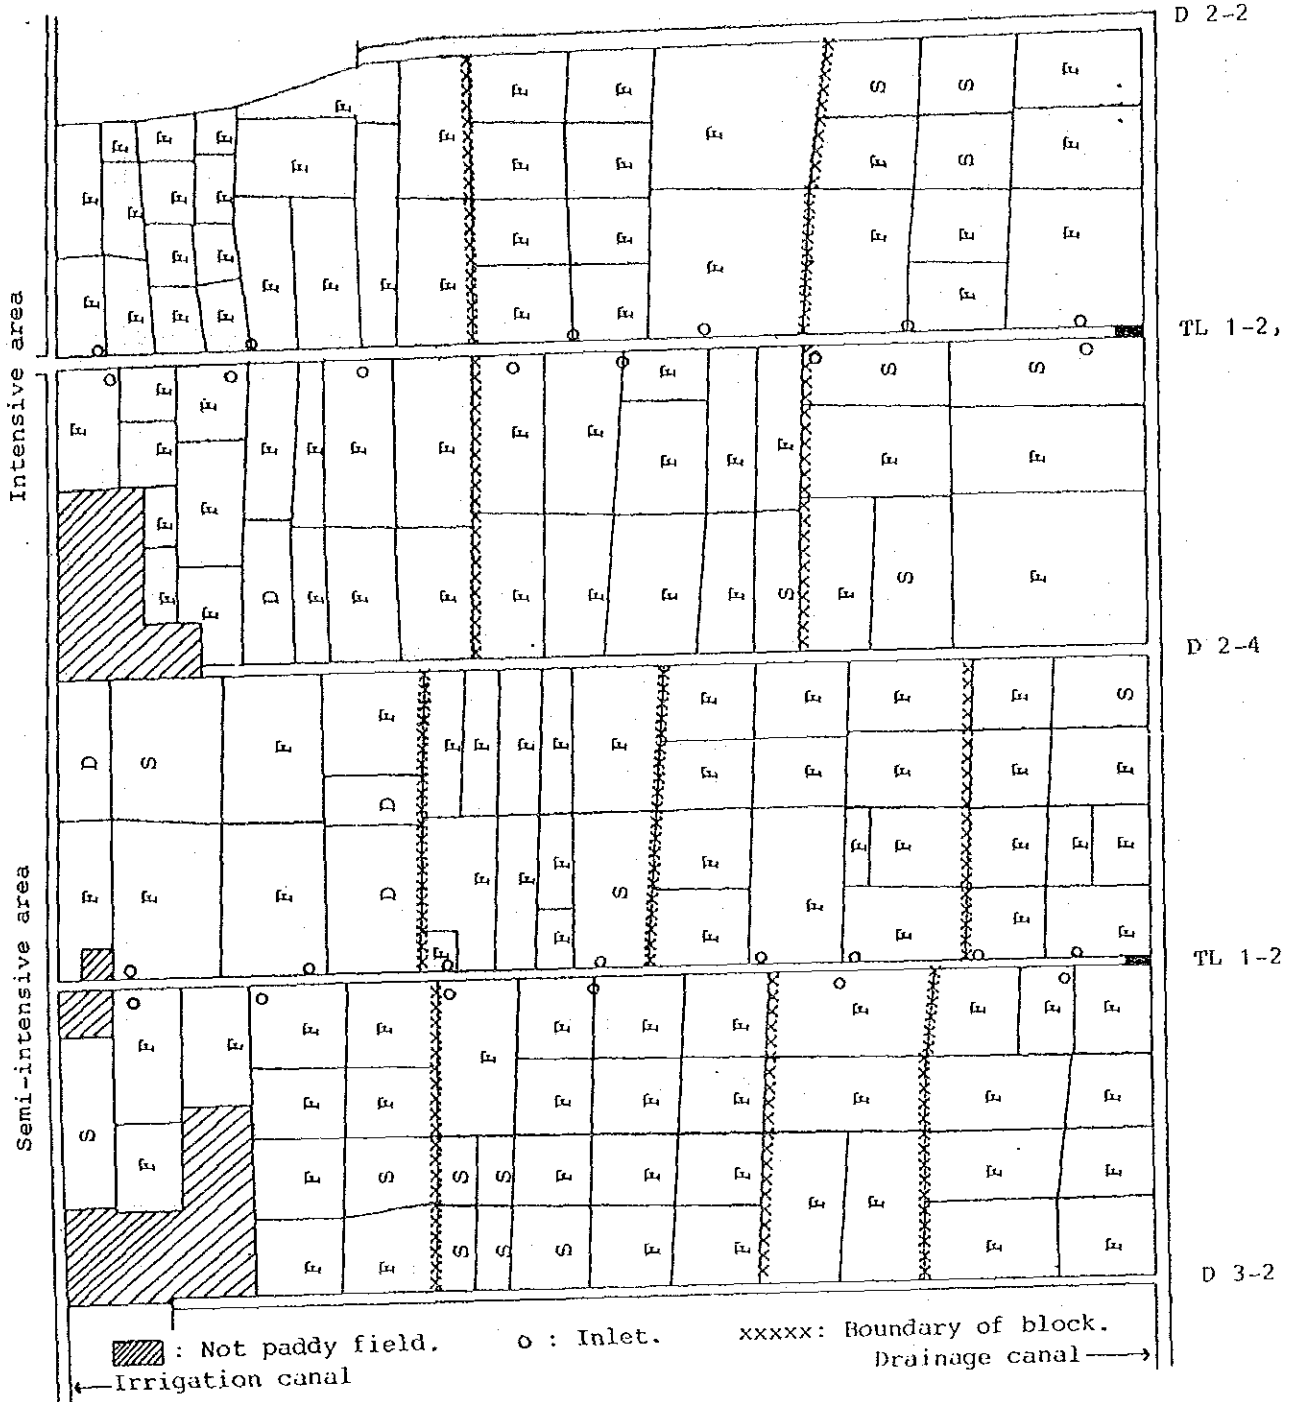 D 2-2
F F F S S F
F F F F F F F F F S F
F F F F F F F F F
F F F F F F F F
F F F F F F
Intensive area
TL 1-2,
F F F S S
F F F F F F F F F F F F F
F F
F F D F F F F F F F S F S F
D 2-4
F F F F F S
D S F F F F F F F F F F F
D F F F F F F F F F
F F F D S F F
F F F F F
Semi-intensive area
TL 1-2
F F F F F F F F F F F F
F F F F F F F F
S F F S S S F F F F F F F
F F S S S F F F F
D 3-2
: Not paddy field.
o : Inlet.
xxxxx: Boundary of block.
Irrigation canal
Drainage canal